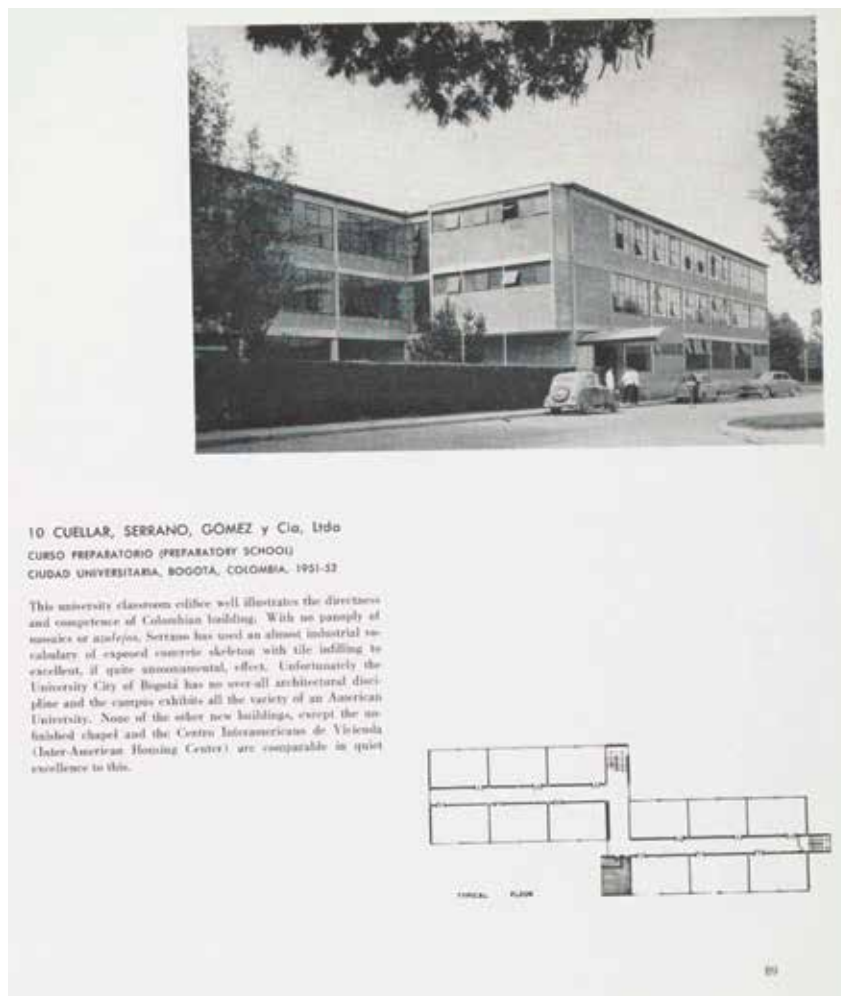 10 CUELLAR, SERRANO, GOMEZ y Cia, Ltda
CURSO PREPARATORIO (PREPARATORY SCHOOL)
CIUDAD UNIVERSITARIA, BOGOTA, COLOMBIA. 1951-52
This university classroom edifice well illustrates the directness
and competence of Colombian building. With no panoply of
mosaics or azulejos, Serrano has used an almost industrial vo-
cabulary of exposed concrete skeleton with tile infilling to
excellent, if quite unmonumental, effect. Unfortunately the
University City of Bogotá has no over-all architectural disci-
pline and the campus exhibits all the variety of an American
University. None of the other new buildings, except the un-
finished chapel and the Centro Interamericano de Vivienda
(Inter-American Housing Center) are comparable in quiet
excellence to this.
TYPICAL FLOOR
89